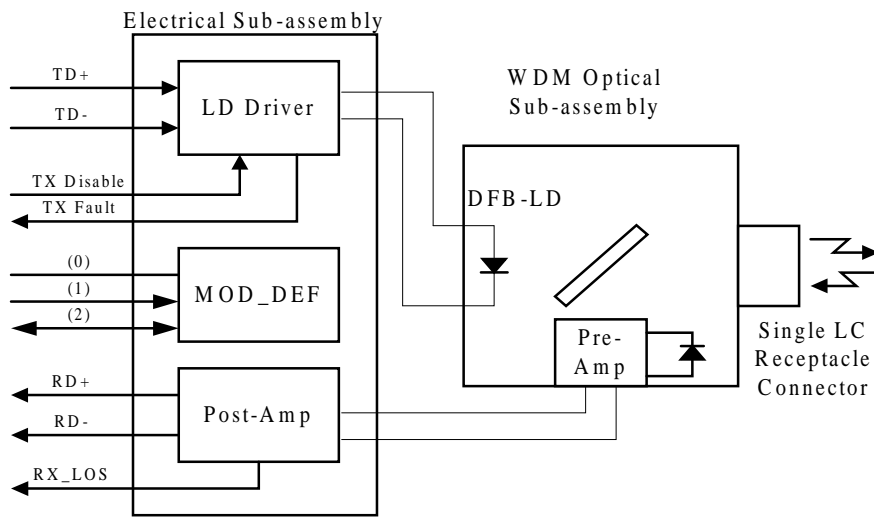 Electrical Sub-assembly
TD+
TD-
LD Driver
TX Disable
TX Fault
(0)
(1)
(2)
MOD_DEF
RD+
RD-
Post-Amp
RX_LOS
WDM Optical
Sub-assembly
DFB-LD
Pre-
Amp
Single LC
Receptacle
Connector